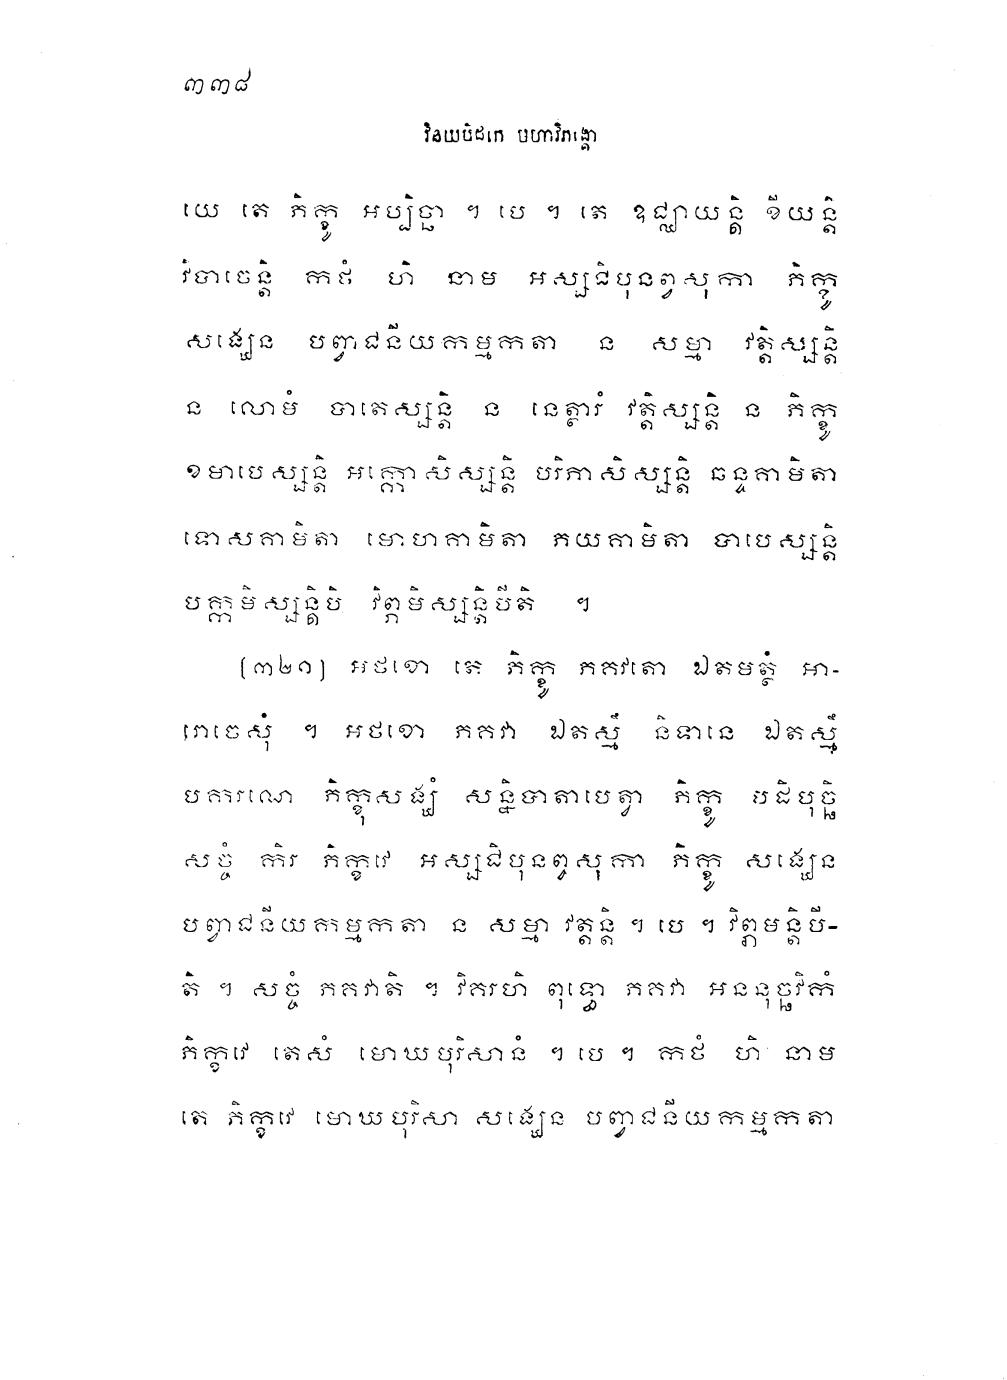 ៣៣៨
វិនយបិដកេ មហាវិភង្គោ
យេ តេ ភិក្ខូ អប្បិច្ឆា ។ បេ ។ តេ ឧជ្ឈាយន្តិ ខីយន្តិ
វិបាចេន្តិ កថំ ហិ នាម អស្សជិបុនព្វសុកា ភិក្ខូ
សង្ឃេន បញ្វាជនីយកម្មកតា ន សម្មា វត្តិស្សន្តិ
ន លោមំ បាតេស្សន្តិ ន នេត្ថារំ វត្តិស្សន្តិ ន ភិក្ខូ
ខមាបេស្សន្តិ អក្កោសិស្សន្តិ បរិភាសិស្សន្តិ ឆន្ទគាមិតា
ទោសគាមិតា មោហគាមិតា ភយគាមិតា បាបេស្សន្តិ
បក្កាមិស្សន្តិបិ វិព្ភមិស្សន្តិបីតិ ។
[៣២១] អថខោ តេ ភិក្ខូ ភគវតោ ឯតមត្ថំ អា-
រោចេសុំ ។ អថខោ ភគវា ឯតស្មឹ និទានេ ឯតស្មឹ
បករណេ ភិក្ខុសង្ឃំ សន្និបាតាបេត្វា ភិក្ខូ បដិបុច្ឆិ
សច្ចំ កិរ ភិក្ខវេ អស្សជិបុនព្វសុកា ភិក្ខូ សង្ឃេន
បព្វាជនីយកម្មកតា ន សម្មា វត្តន្តិ ។ បេ ។ វិព្ភមន្តិបី-
តិ ។ សច្ចំ ភគវាតិ ។ វិគរហិ ពុទ្ធោ ភគវា អននុច្ឆវិកំ
ភិក្ខវេ តេសំ មោឃបុរិសានំ ។ បេ ។ កថំ ហិ នាម
តេ ភិក្ខវេ មោឃបុរិសា សង្ឃេន បញ្វាជនីយកម្មកតា